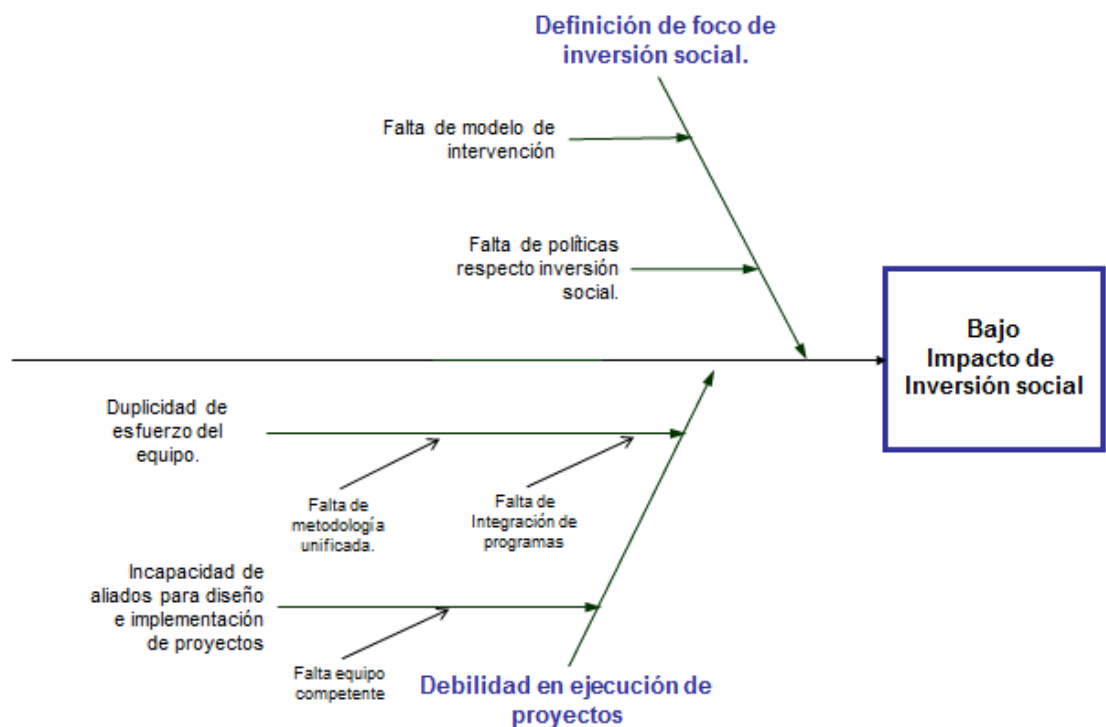 Definición de foco de
inversión social.
Falta de modelo de
intervención
Falta de políticas
respecto inversión
social.
Bajo
Impacto de
Inversión social
Duplicidad de
esfuerzo del
equipo.
Falta de
metodología
unificada.
Falta de
Integración de
programas
Incapacidad de
aliados para diseño
e implementación
de proyectos
Falta equipo
competente
Debilidad en ejecución de
proyectos